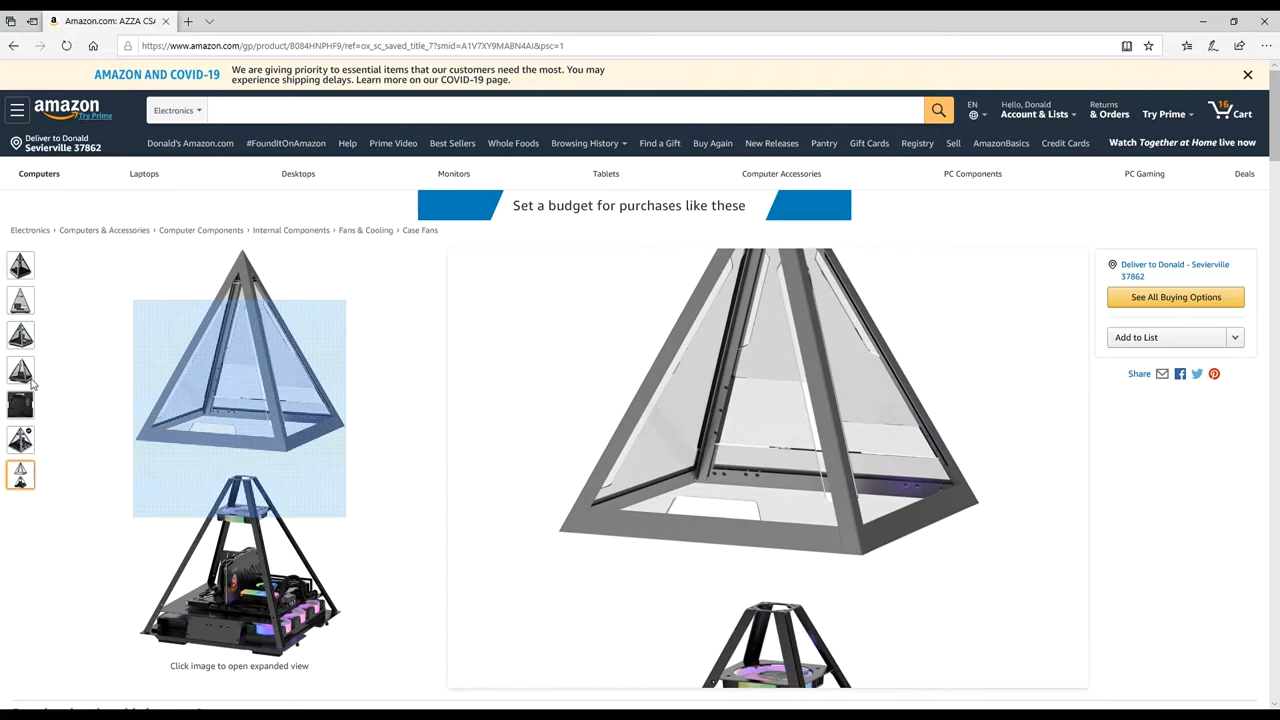 Amazon.com: AZZA CSA
https://www.amazon.com/gp/product/B084HNPHF9/ref=ox_sc_saved_title_7?smid=A1V7XY9MABN4AI&psc=1
AMAZON AND COVID-19
We are giving priority to essential items that our customers need the most. You may
experience shipping delays. Learn more on our COVID-19 page.
amazon
Try Prime
Electronics
EN
Hello, Donald
Account & Lists
Returns
& Orders
Try Prime
16
Cart
Deliver to Donald
Sevierville 37862
Donald's Amazon.com
#FoundItOnAmazon
Help
Prime Video
Best Sellers
Whole Foods
Browsing History
Find a Gift
Buy Again
New Releases
Pantry
Gift Cards
Registry
Sell
AmazonBasics
Credit Cards
Watch Together at Home live now
Computers
Laptops
Desktops
Monitors
Tablets
Computer Accessories
PC Components
PC Gaming
Deals
Set a budget for purchases like these
Electronics › Computers & Accessories › Computer Components › Internal Components › Fans & Cooling › Case Fans
Deliver to Donald - Sevierville
37862
See All Buying Options
Add to List
Share
Click image to open expanded view